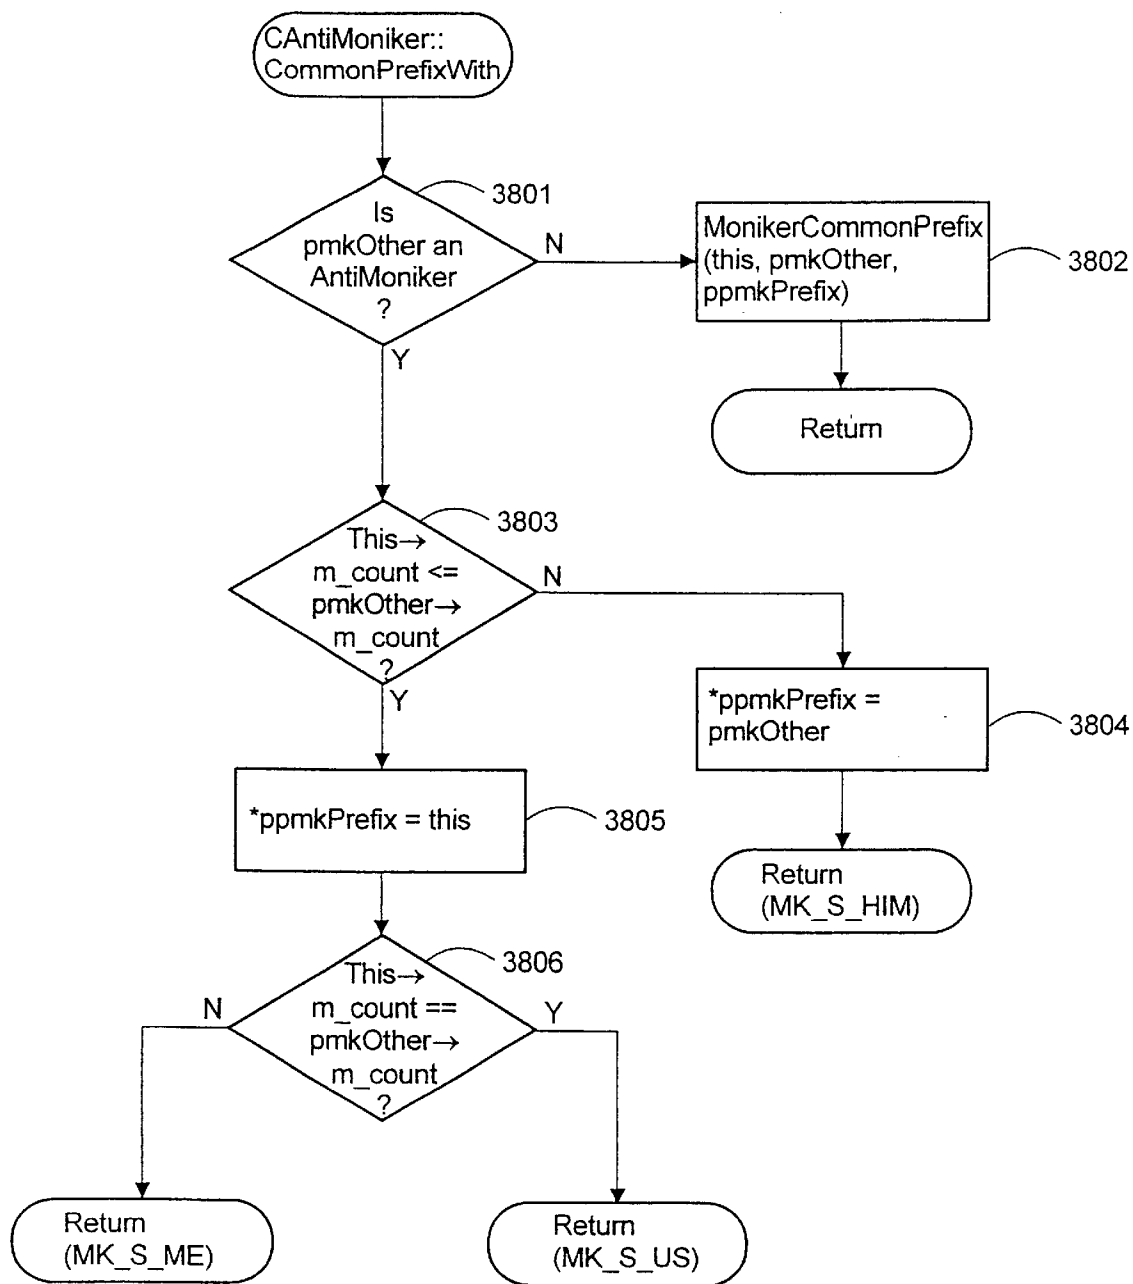 CAntiMoniker::
CommonPrefixWith
3801
Is
pmkOther an
AntiMoniker
?
N
Y
MonikerCommonPrefix
(this, pmkOther,
ppmkPrefix)
3802
Return
3803
This→
m_count <=
pmkOther→
m_count
?
N
Y
*ppmkPrefix =
pmkOther
3804
*ppmkPrefix = this
3805
Return
(MK_S_HIM)
3806
This→
m_count ==
pmkOther→
m_count
?
N
Y
Return
(MK_S_ME)
Return
(MK_S_US)